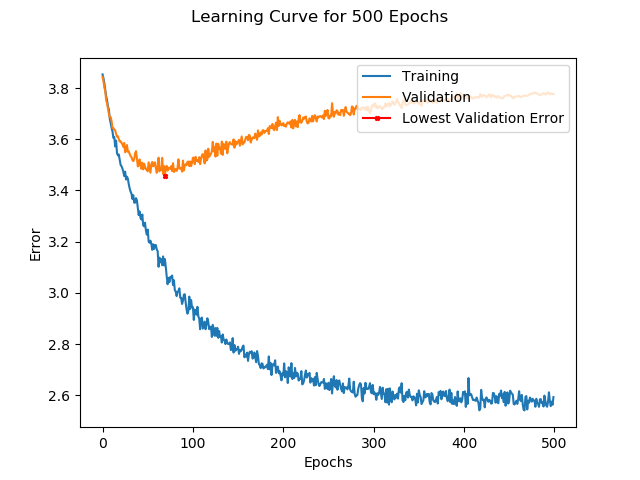 Learning Curve for 500 Epochs
Training
Validation
Lowest Validation Error
3.8
3.6
3.4
3.2
3.0
2.8
2.6
Error
0
100
200
300
400
500
Epochs